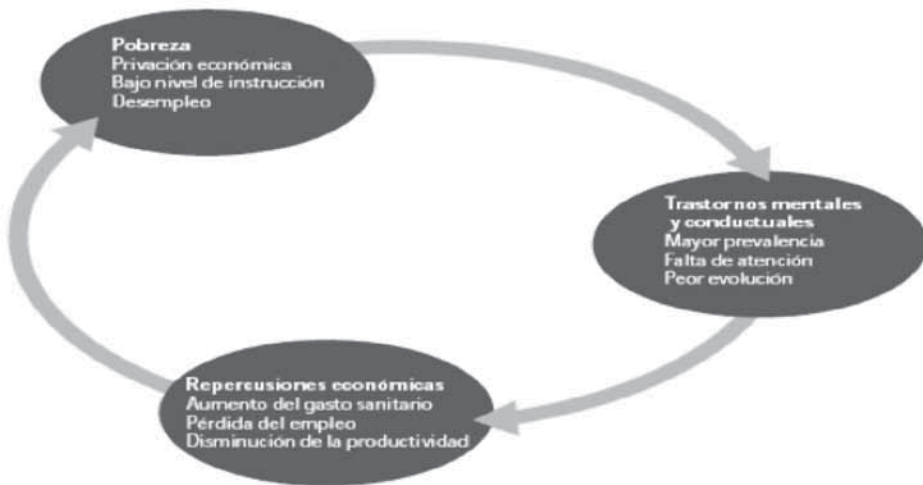 Pobreza
Privación económica
Bajo nivel de instrucción
Desempleo
Trastornos mentales
y conductuales
Mayor prevalencia
Falta de atención
Peor evolución
Repercusiones económicas
Aumento del gasto sanitario
Pérdida del empleo
Disminución de la productividad